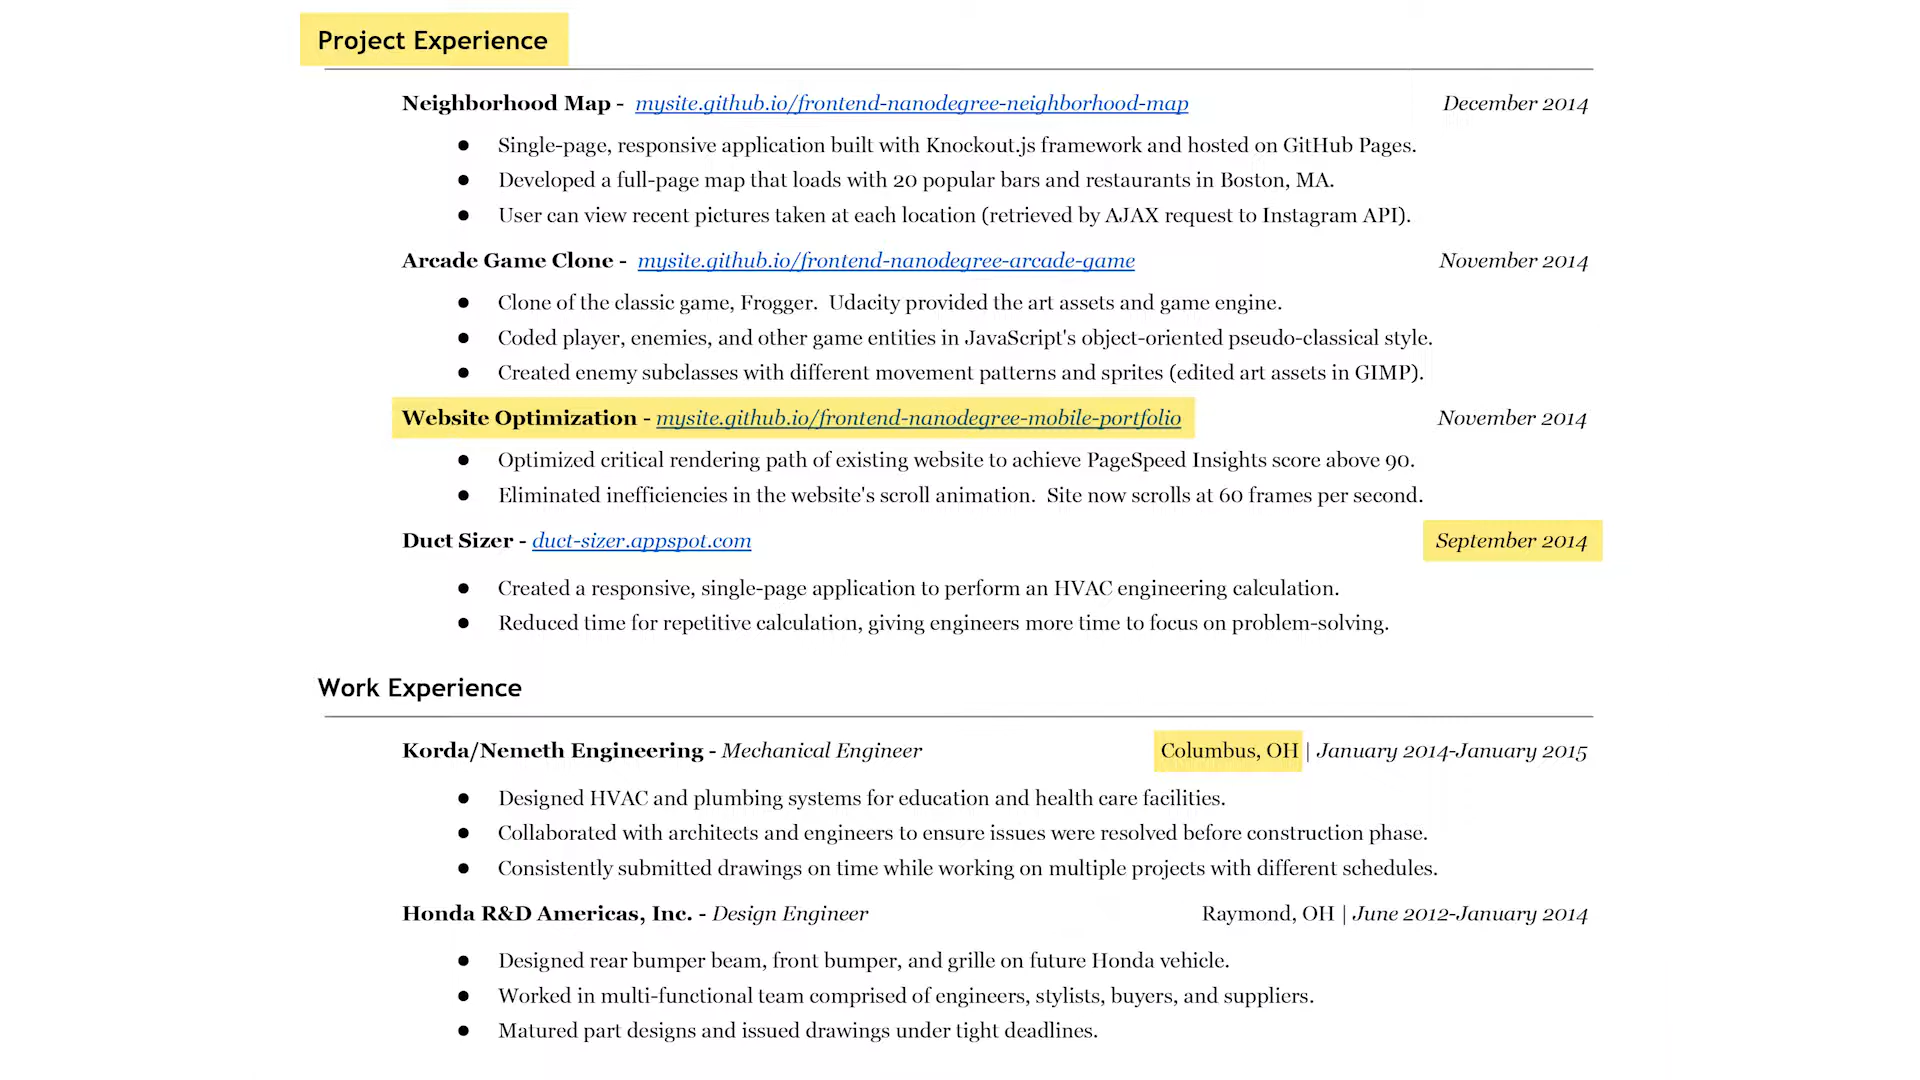 Project Experience
Neighborhood Map - mysite.github.io/frontend-nanodegree-neighborhood-map December 2014
● Single-page, responsive application built with Knockout.js framework and hosted on GitHub Pages.
● Developed a full-page map that loads with 20 popular bars and restaurants in Boston, MA.
● User can view recent pictures taken at each location (retrieved by AJAX request to Instagram API).
Arcade Game Clone - mysite.github.io/frontend-nanodegree-arcade-game November 2014
● Clone of the classic game, Frogger. Udacity provided the art assets and game engine.
● Coded player, enemies, and other game entities in JavaScript's object-oriented pseudo-classical style.
● Created enemy subclasses with different movement patterns and sprites (edited art assets in GIMP).
Website Optimization - mysite.github.io/frontend-nanodegree-mobile-portfolio November 2014
● Optimized critical rendering path of existing website to achieve PageSpeed Insights score above 90.
● Eliminated inefficiencies in the website's scroll animation. Site now scrolls at 60 frames per second.
Duct Sizer - duct-sizer.appspot.com September 2014
● Created a responsive, single-page application to perform an HVAC engineering calculation.
● Reduced time for repetitive calculation, giving engineers more time to focus on problem-solving.
Work Experience
Korda/Nemeth Engineering - Mechanical Engineer Columbus, OH | January 2014-January 2015
● Designed HVAC and plumbing systems for education and health care facilities.
● Collaborated with architects and engineers to ensure issues were resolved before construction phase.
● Consistently submitted drawings on time while working on multiple projects with different schedules.
Honda R&D Americas, Inc. - Design Engineer Raymond, OH | June 2012-January 2014
● Designed rear bumper beam, front bumper, and grille on future Honda vehicle.
● Worked in multi-functional team comprised of engineers, stylists, buyers, and suppliers.
● Matured part designs and issued drawings under tight deadlines.